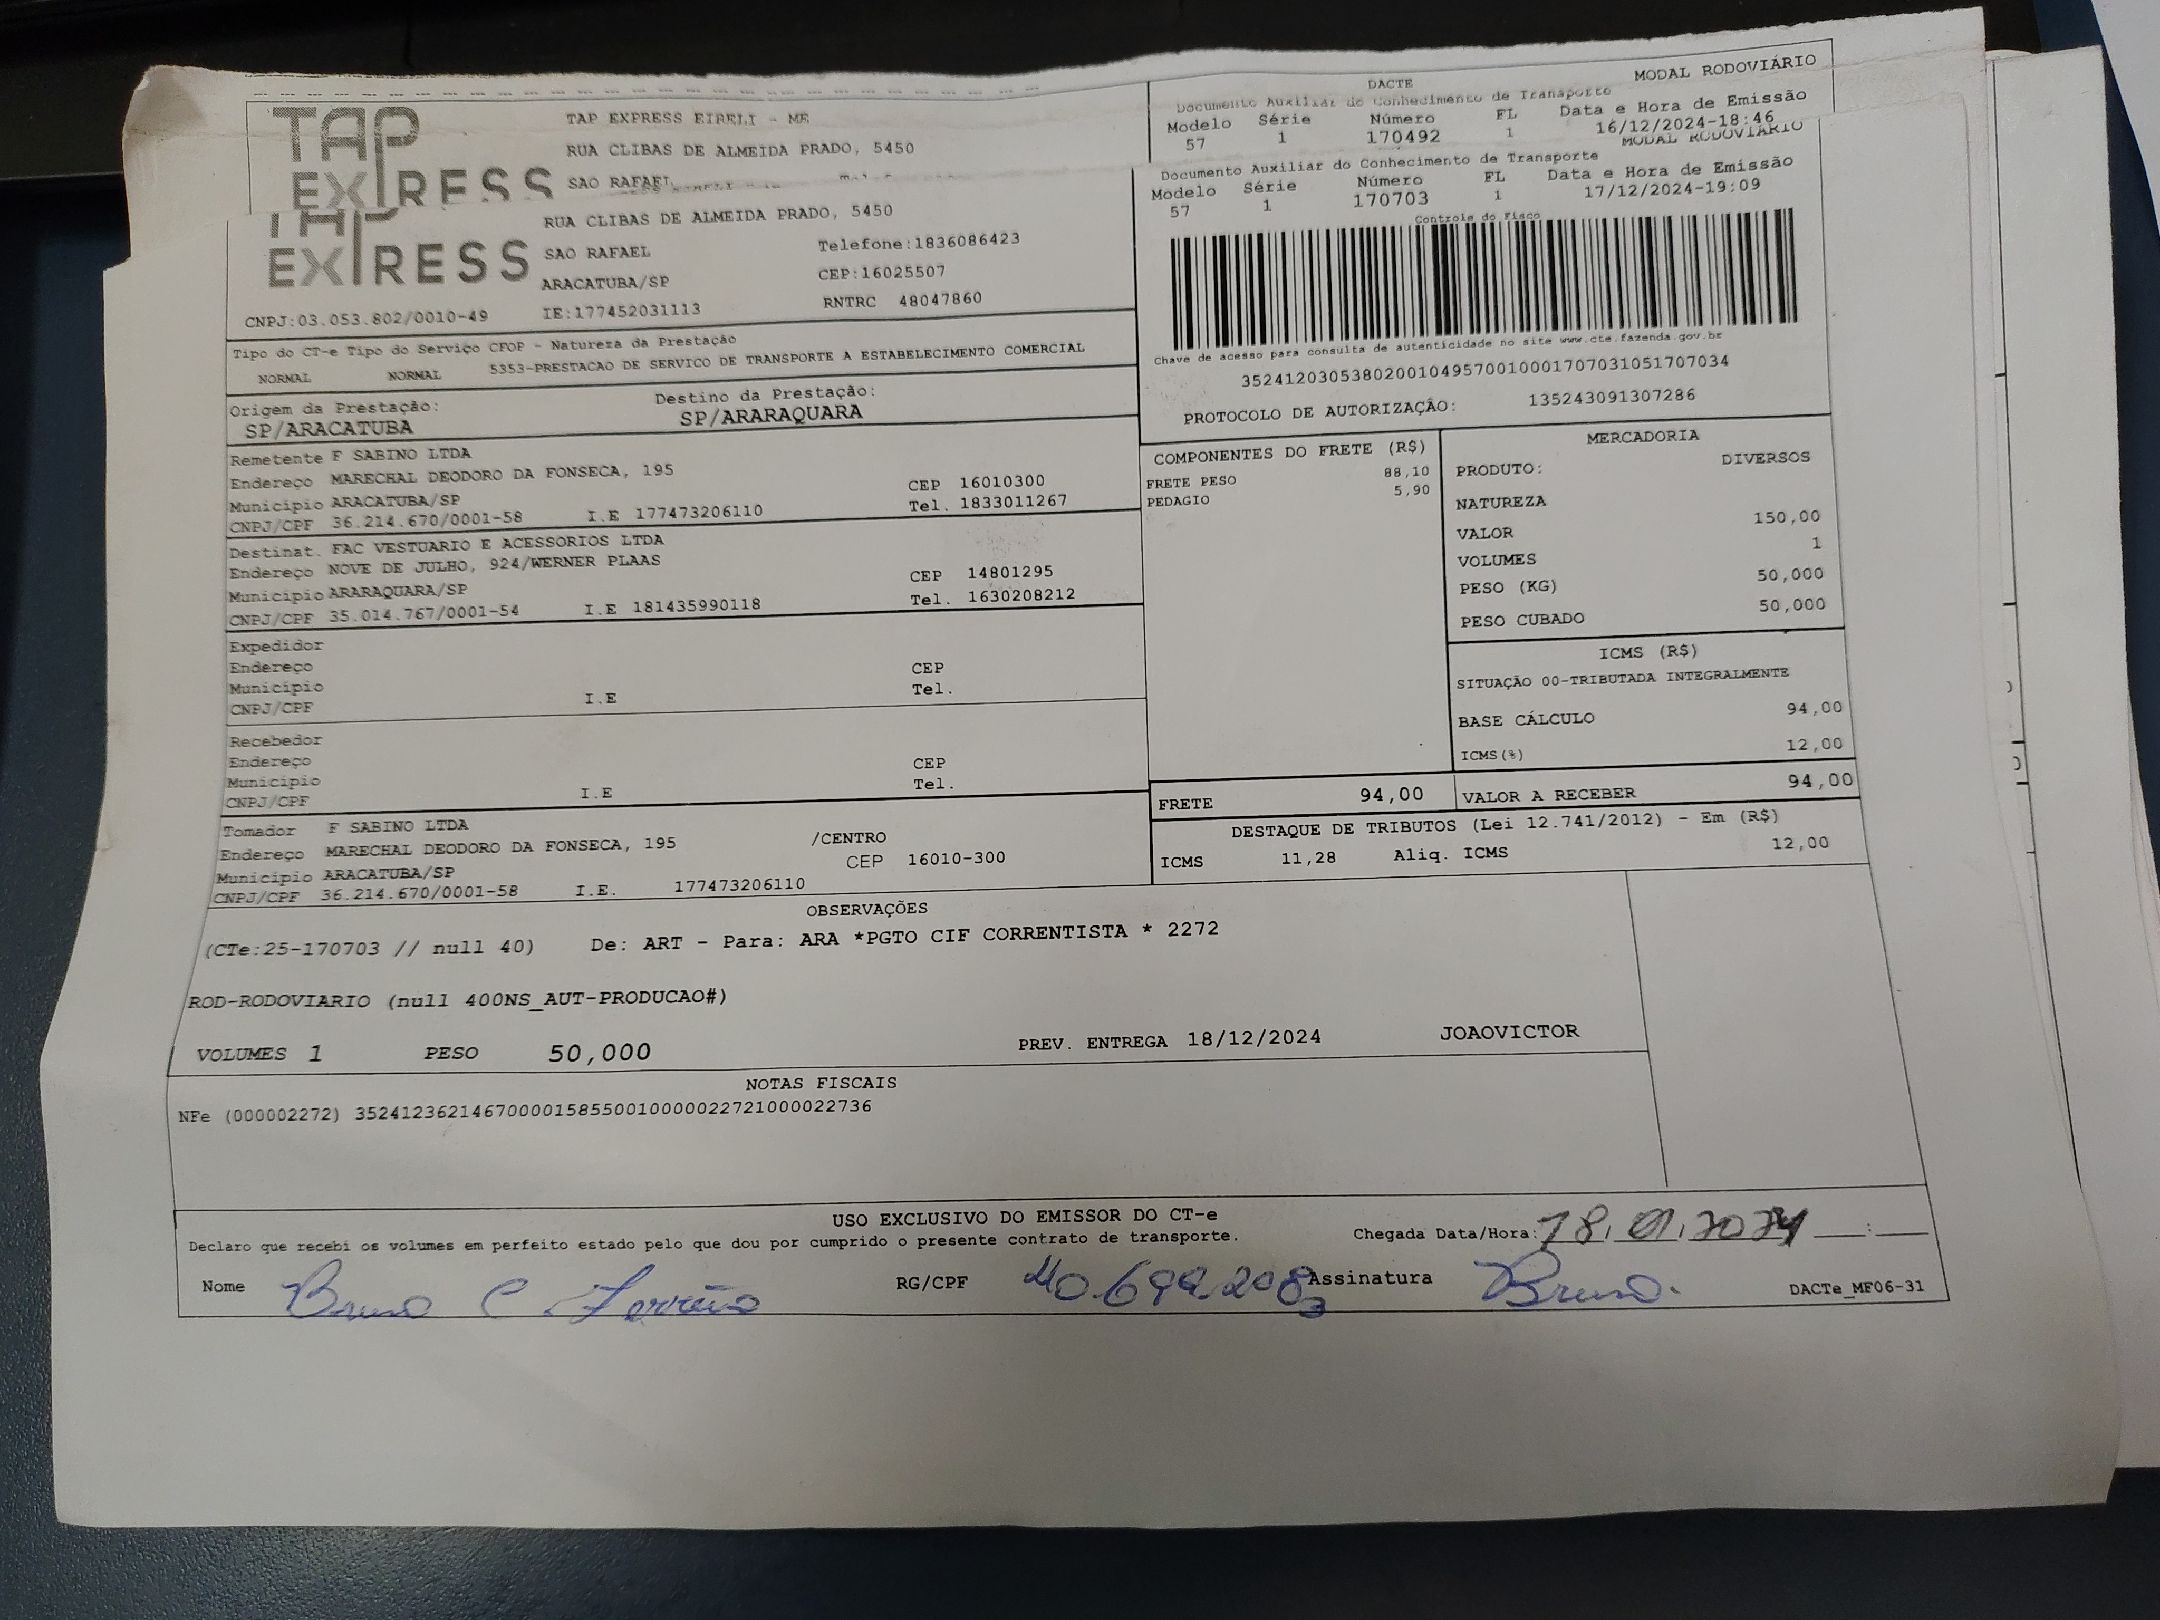 TAP
EXPRESS
TAP EXPRESS EIRELI - ME
RUA CLIBAS DE ALMEIDA PRADO, 5450
SAO RAFAEL
DACTE
MODAL RODOVIÁRIO
Documento Auxiliar do Conhecimento de Transporte
Modelo Série Número FL Data e Hora de Emissão
57 1 170492 1 16/12/2024-18:46
MODAL RODOVIÁRIO
Documento Auxiliar do Conhecimento de Transporte
Modelo Série Número FL Data e Hora de Emissão
57 1 170703 1 17/12/2024-19:09
Controle do Fisco
TAP
EXPRESS
RUA CLIBAS DE ALMEIDA PRADO, 5450
SAO RAFAEL Telefone:1836086423
ARACATUBA/SP CEP:16025507
CNPJ:03.053.802/0010-49 IE:177452031113 RNTRC 48047860
Chave de acesso para consulta de autenticidade no site www.cte.fazenda.gov.br
35241203053802001049570010001707031051707034
PROTOCOLO DE AUTORIZAÇÃO: 135243091307286
Tipo do CT-e Tipo do Serviço CFOP - Natureza da Prestação
NORMAL NORMAL 5353-PRESTACAO DE SERVICO DE TRANSPORTE A ESTABELECIMENTO COMERCIAL
Origem da Prestação: Destino da Prestação:
SP/ARACATUBA SP/ARARAQUARA
Remetente F SABINO LTDA
Endereço MARECHAL DEODORO DA FONSECA, 195 CEP 16010300
Município ARACATUBA/SP Tel. 1833011267
CNPJ/CPF 36.214.670/0001-58 I.E 177473206110
Destinat. FAC VESTUARIO E ACESSORIOS LTDA
Endereço NOVE DE JULHO, 924/WERNER PLAAS CEP 14801295
Município ARARAQUARA/SP Tel. 1630208212
CNPJ/CPF 35.014.767/0001-54 I.E 181435990118
Expedidor
Endereço CEP
Município Tel.
CNPJ/CPF I.E
Recebedor
Endereço CEP
Município Tel.
CNPJ/CPF I.E
Tomador F SABINO LTDA
Endereço MARECHAL DEODORO DA FONSECA, 195 /CENTRO
Município ARACATUBA/SP CEP 16010-300
CNPJ/CPF 36.214.670/0001-58 I.E. 177473206110
COMPONENTES DO FRETE (R$)
FRETE PESO 88,10
PEDAGIO 5,90
MERCADORIA
PRODUTO: DIVERSOS
NATUREZA
VALOR 150,00
VOLUMES 1
PESO (KG) 50,000
PESO CUBADO 50,000
ICMS (R$)
SITUAÇÃO 00-TRIBUTADA INTEGRALMENTE
BASE CÁLCULO 94,00
ICMS(%) 12,00
FRETE 94,00 VALOR A RECEBER 94,00
DESTAQUE DE TRIBUTOS (Lei 12.741/2012) - Em (R$)
ICMS 11,28 Aliq. ICMS 12,00
OBSERVAÇÕES
(CTe:25-170703 // null 40) De: ART - Para: ARA *PGTO CIF CORRENTISTA * 2272
ROD-RODOVIARIO (null 400NS_AUT-PRODUCAO#)
VOLUMES 1 PESO 50,000 PREV. ENTREGA 18/12/2024 JOAOVICTOR
NOTAS FISCAIS
NFe (000002272) 35241236214670000158550010000022721000022736
USO EXCLUSIVO DO EMISSOR DO CT-e
Declaro que recebi os volumes em perfeito estado pelo que dou por cumprido o presente contrato de transporte. Chegada Data/Hora: 18.01.2024
Nome Bruno C. RG/CPF 40.699.208 3 Assinatura Bruno. DACTe_MF06-31